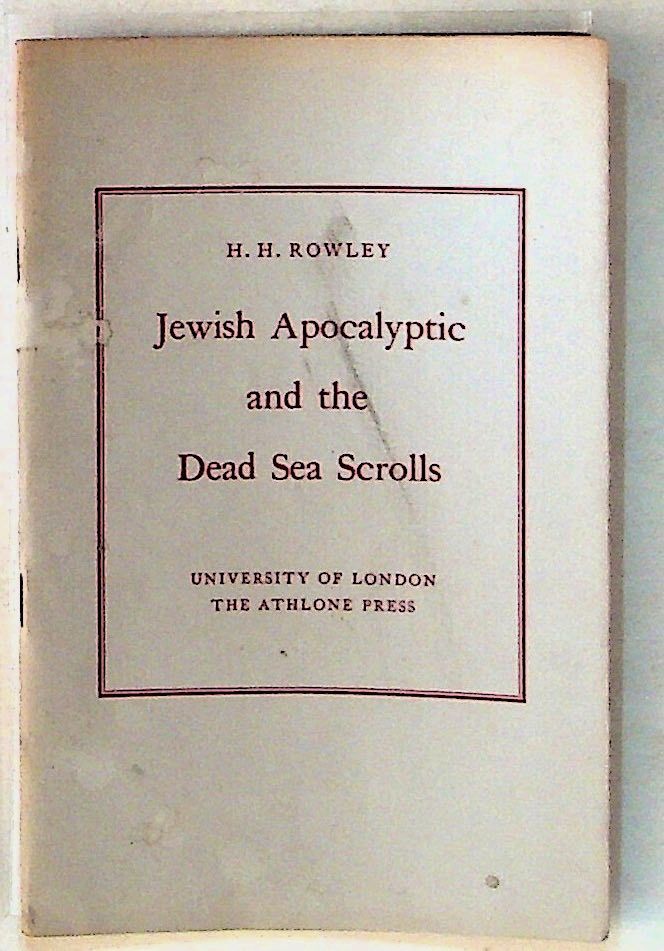 H. H. ROWLEY
Jewish Apocalyptic
and the
Dead Sea Scrolls
UNIVERSITY OF LONDON
THE ATHLONE PRESS